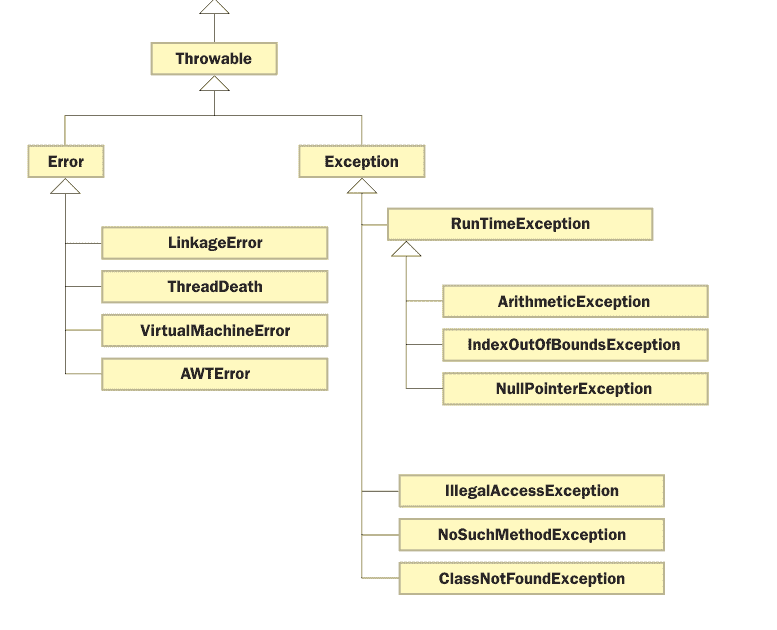 Throwable
Error
Exception
RunTimeException
LinkageError
ThreadDeath
VirtualMachineError
AWTError
ArithmeticException
IndexOutOfBoundsException
NullPointerException
IllegalAccessException
NoSuchMethodException
ClassNotFoundException